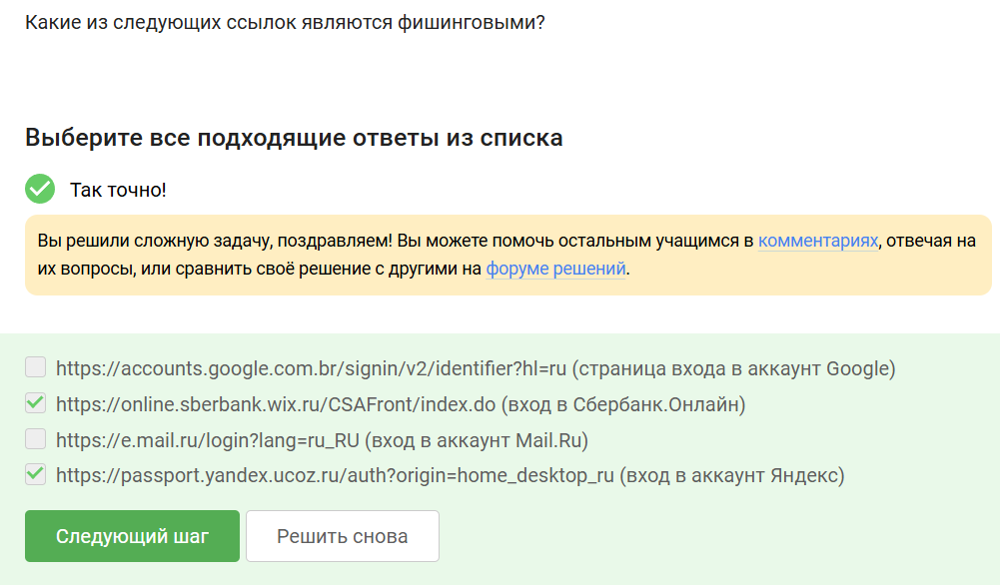 Какие из следующих ссылок являются фишинговыми?
Выберите все подходящие ответы из списка
Так точно!
Вы решили сложную задачу, поздравляем! Вы можете помочь остальным учащимся в комментариях, отвечая на
их вопросы, или сравнить своё решение с другими на форуме решений.
https://accounts.google.com.br/signin/v2/identifier?hl=ru (страница входа в аккаунт Google)
https://online.sberbank.wix.ru/CSAFront/index.do (вход в Сбербанк.Онлайн)
https://e.mail.ru/login?lang=ru_RU (вход в аккаунт Mail.Ru)
https://passport.yandex.ucoz.ru/auth?origin=home_desktop_ru (вход в аккаунт Яндекс)
Следующий шаг
Решить снова